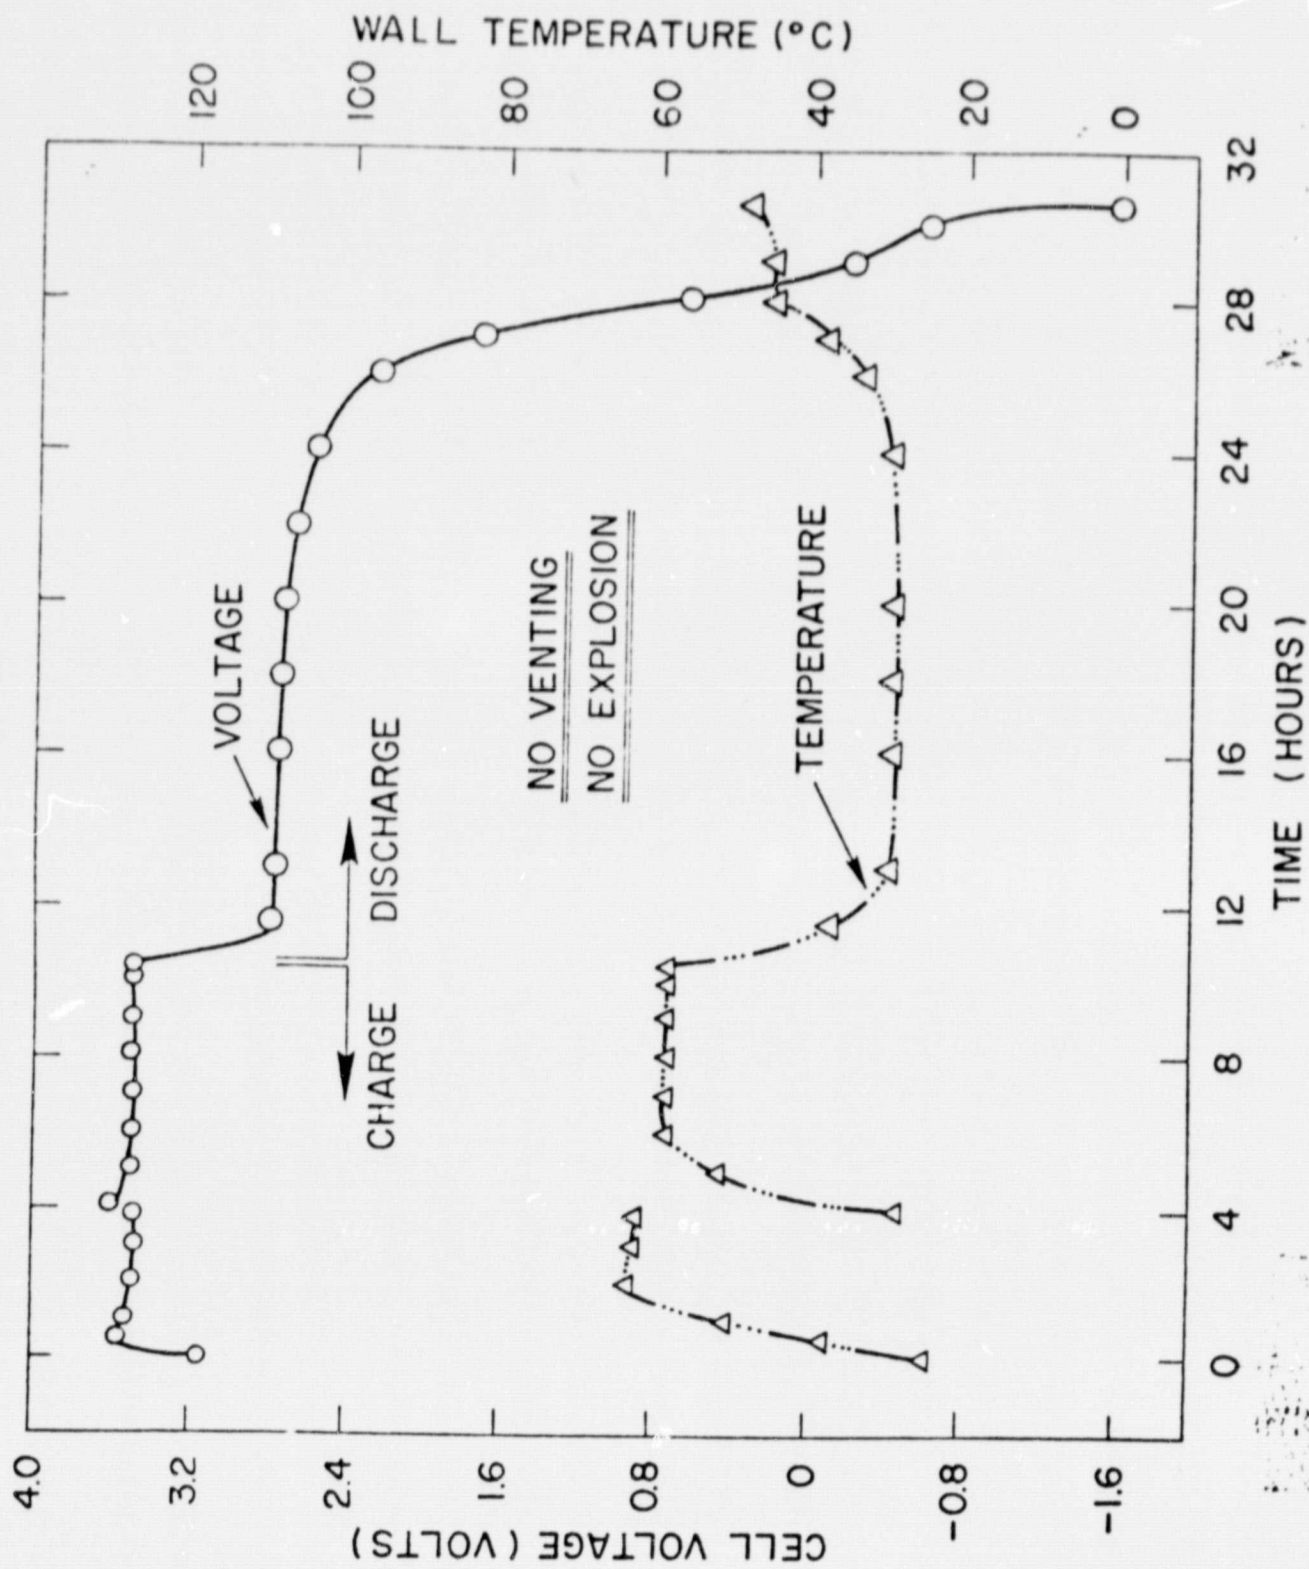 CELL VOLTAGE (VOLTS)
4.0
3.2
2.4
1.6
0.8
0
-0.8
-1.6
WALL TEMPERATURE (°C)
120
100
80
60
40
20
0
VOLTAGE
CHARGE DISCHARGE
NO VENTING
NO EXPLOSION
TEMPERATURE
0 4 8 12 16 20 24 28 32
TIME (HOURS)